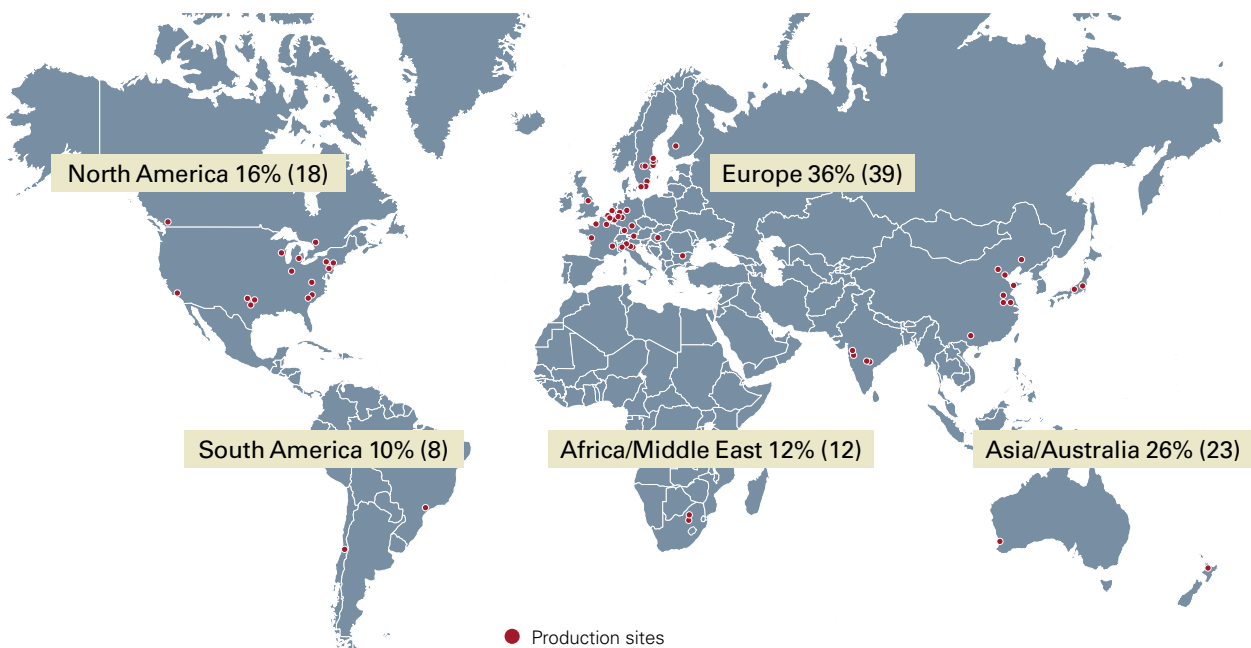 North America 16% (18)
Europe 36% (39)
South America 10% (8)
Africa/Middle East 12% (12)
Asia/Australia 26% (23)
Production sites